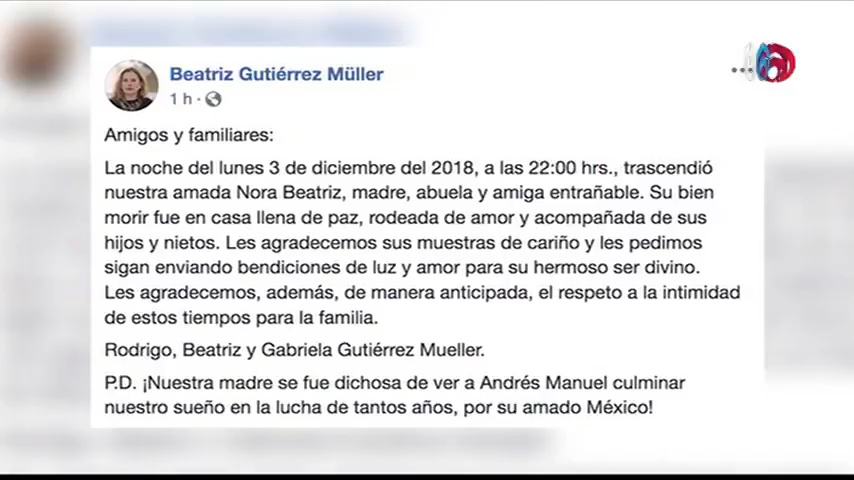 Beatriz Gutiérrez Müller
1 h ·
Amigos y familiares:
La noche del lunes 3 de diciembre del 2018, a las 22:00 hrs., trascendió
nuestra amada Nora Beatriz, madre, abuela y amiga entrañable. Su bien
morir fue en casa llena de paz, rodeada de amor y acompañada de sus
hijos y nietos. Les agradecemos sus muestras de cariño y les pedimos
sigan enviando bendiciones de luz y amor para su hermoso ser divino.
Les agradecemos, además, de manera anticipada, el respeto a la intimidad
de estos tiempos para la familia.
Rodrigo, Beatriz y Gabriela Gutiérrez Mueller.
P.D. ¡Nuestra madre se fue dichosa de ver a Andrés Manuel culminar
nuestro sueño en la lucha de tantos años, por su amado México!